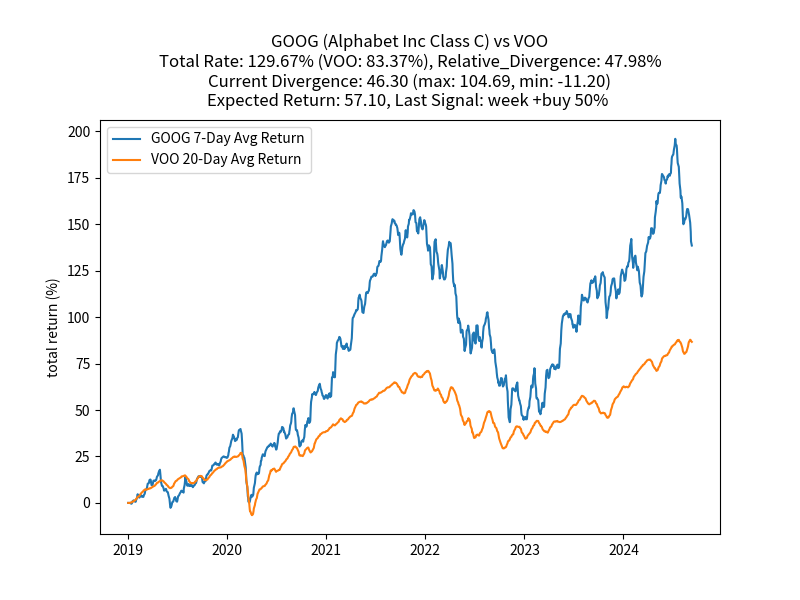 GOOG (Alphabet Inc Class C) vs VOO
Total Rate: 129.67% (VOO: 83.37%), Relative_Divergence: 47.98%
Current Divergence: 46.30 (max: 104.69, min: -11.20)
Expected Return: 57.10, Last Signal: week +buy 50%
GOOG 7-Day Avg Return
VOO 20-Day Avg Return
total return (%)
200
175
150
125
100
75
50
25
0
2019
2020
2021
2022
2023
2024